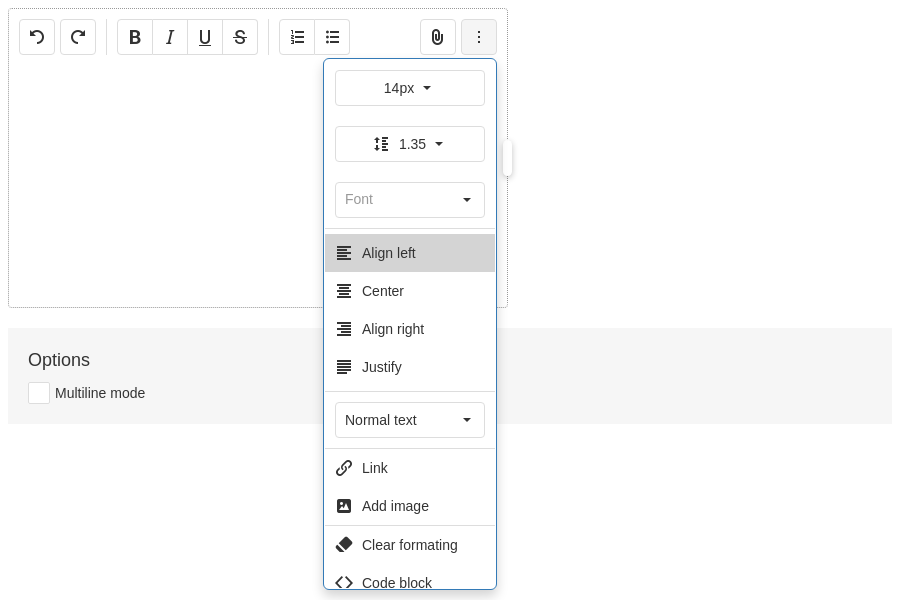 B I U S
14px
1.35
Font
Align left
Center
Align right
Justify
Options
Multiline mode
Normal text
Link
Add image
Clear formating
Code block